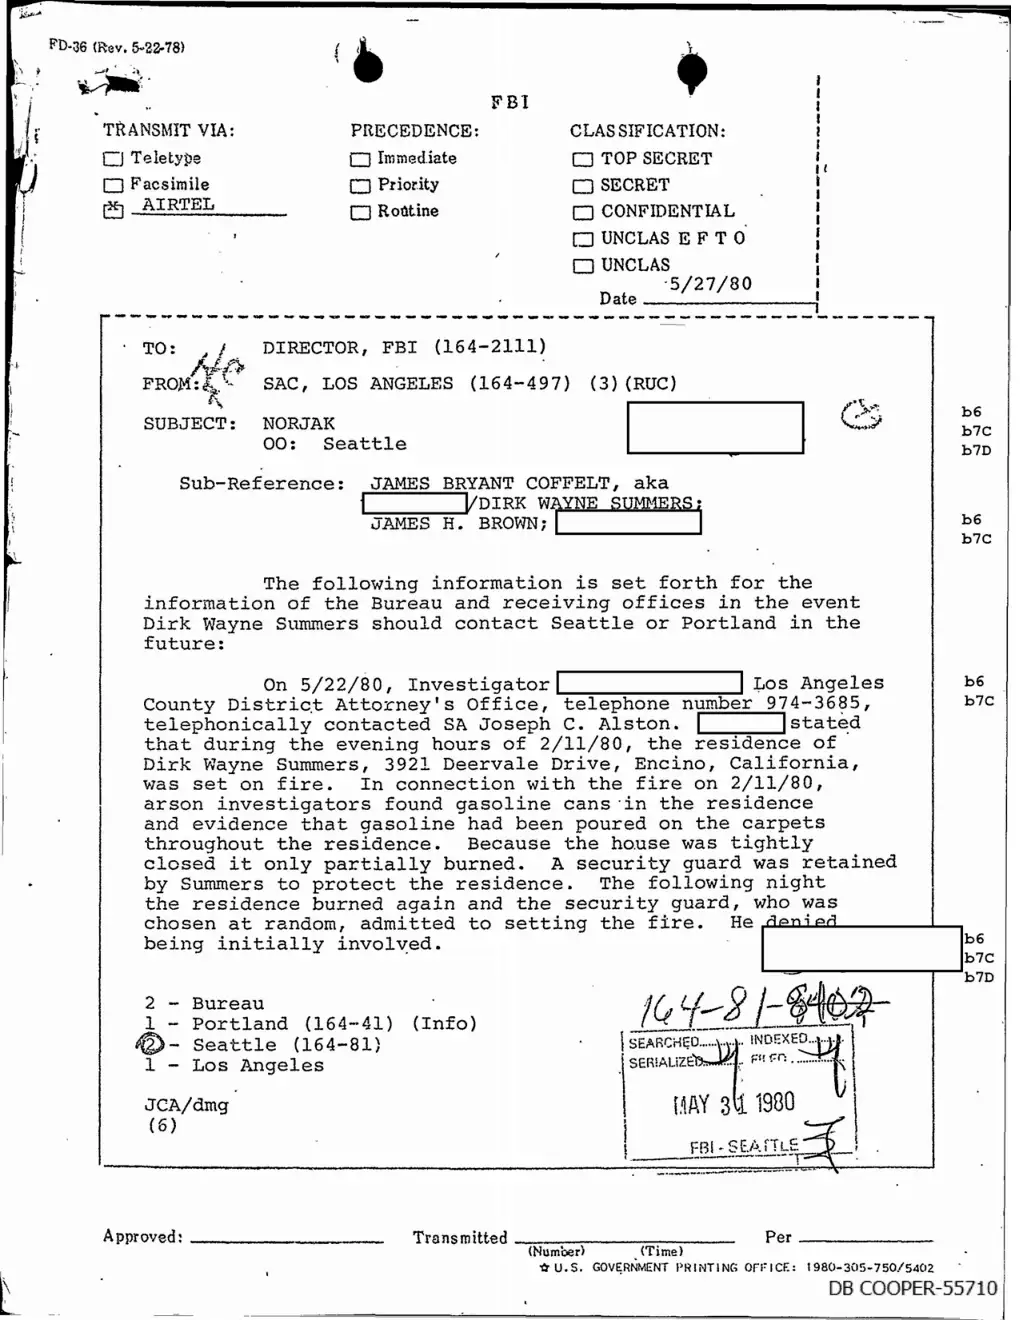 FD-36 (Rev. 5-22-78)
FBI
TRANSMIT VIA:
Teletype
Facsimile
AIRTEL
PRECEDENCE:
Immediate
Priority
Routine
CLASSIFICATION:
TOP SECRET
SECRET
CONFIDENTIAL
UNCLAS E F T O
UNCLAS
Date 5/27/80
TO: DIRECTOR, FBI (164-2111)
FROM: SAC, LOS ANGELES (164-497) (3)(RUC)
SUBJECT: NORJAK
OO: Seattle
b6
b7C
b7D
Sub-Reference: JAMES BRYANT COFFELT, aka
/DIRK WAYNE SUMMERS;
JAMES H. BROWN;
b6
b7C
The following information is set forth for the
information of the Bureau and receiving offices in the event
Dirk Wayne Summers should contact Seattle or Portland in the
future:
On 5/22/80, Investigator Los Angeles
County District Attorney's Office, telephone number 974-3685,
telephonically contacted SA Joseph C. Alston. stated
that during the evening hours of 2/11/80, the residence of
Dirk Wayne Summers, 3921 Deervale Drive, Encino, California,
was set on fire. In connection with the fire on 2/11/80,
arson investigators found gasoline cans in the residence
and evidence that gasoline had been poured on the carpets
throughout the residence. Because the house was tightly
closed it only partially burned. A security guard was retained
by Summers to protect the residence. The following night
the residence burned again and the security guard, who was
chosen at random, admitted to setting the fire. He denied
being initially involved.
b6
b7C
b6
b7C
b7D
2 - Bureau
1 - Portland (164-41) (Info)
2 - Seattle (164-81)
1 - Los Angeles
JCA/dmg
(6)
164-81-8402
SEARCHED INDEXED
SERIALIZED FILED
MAY 31 1980
FBI - SEATTLE
Approved: Transmitted Per
(Number) (Time)
☆ U.S. GOVERNMENT PRINTING OFFICE: 1980-305-750/5402
DB COOPER-55710